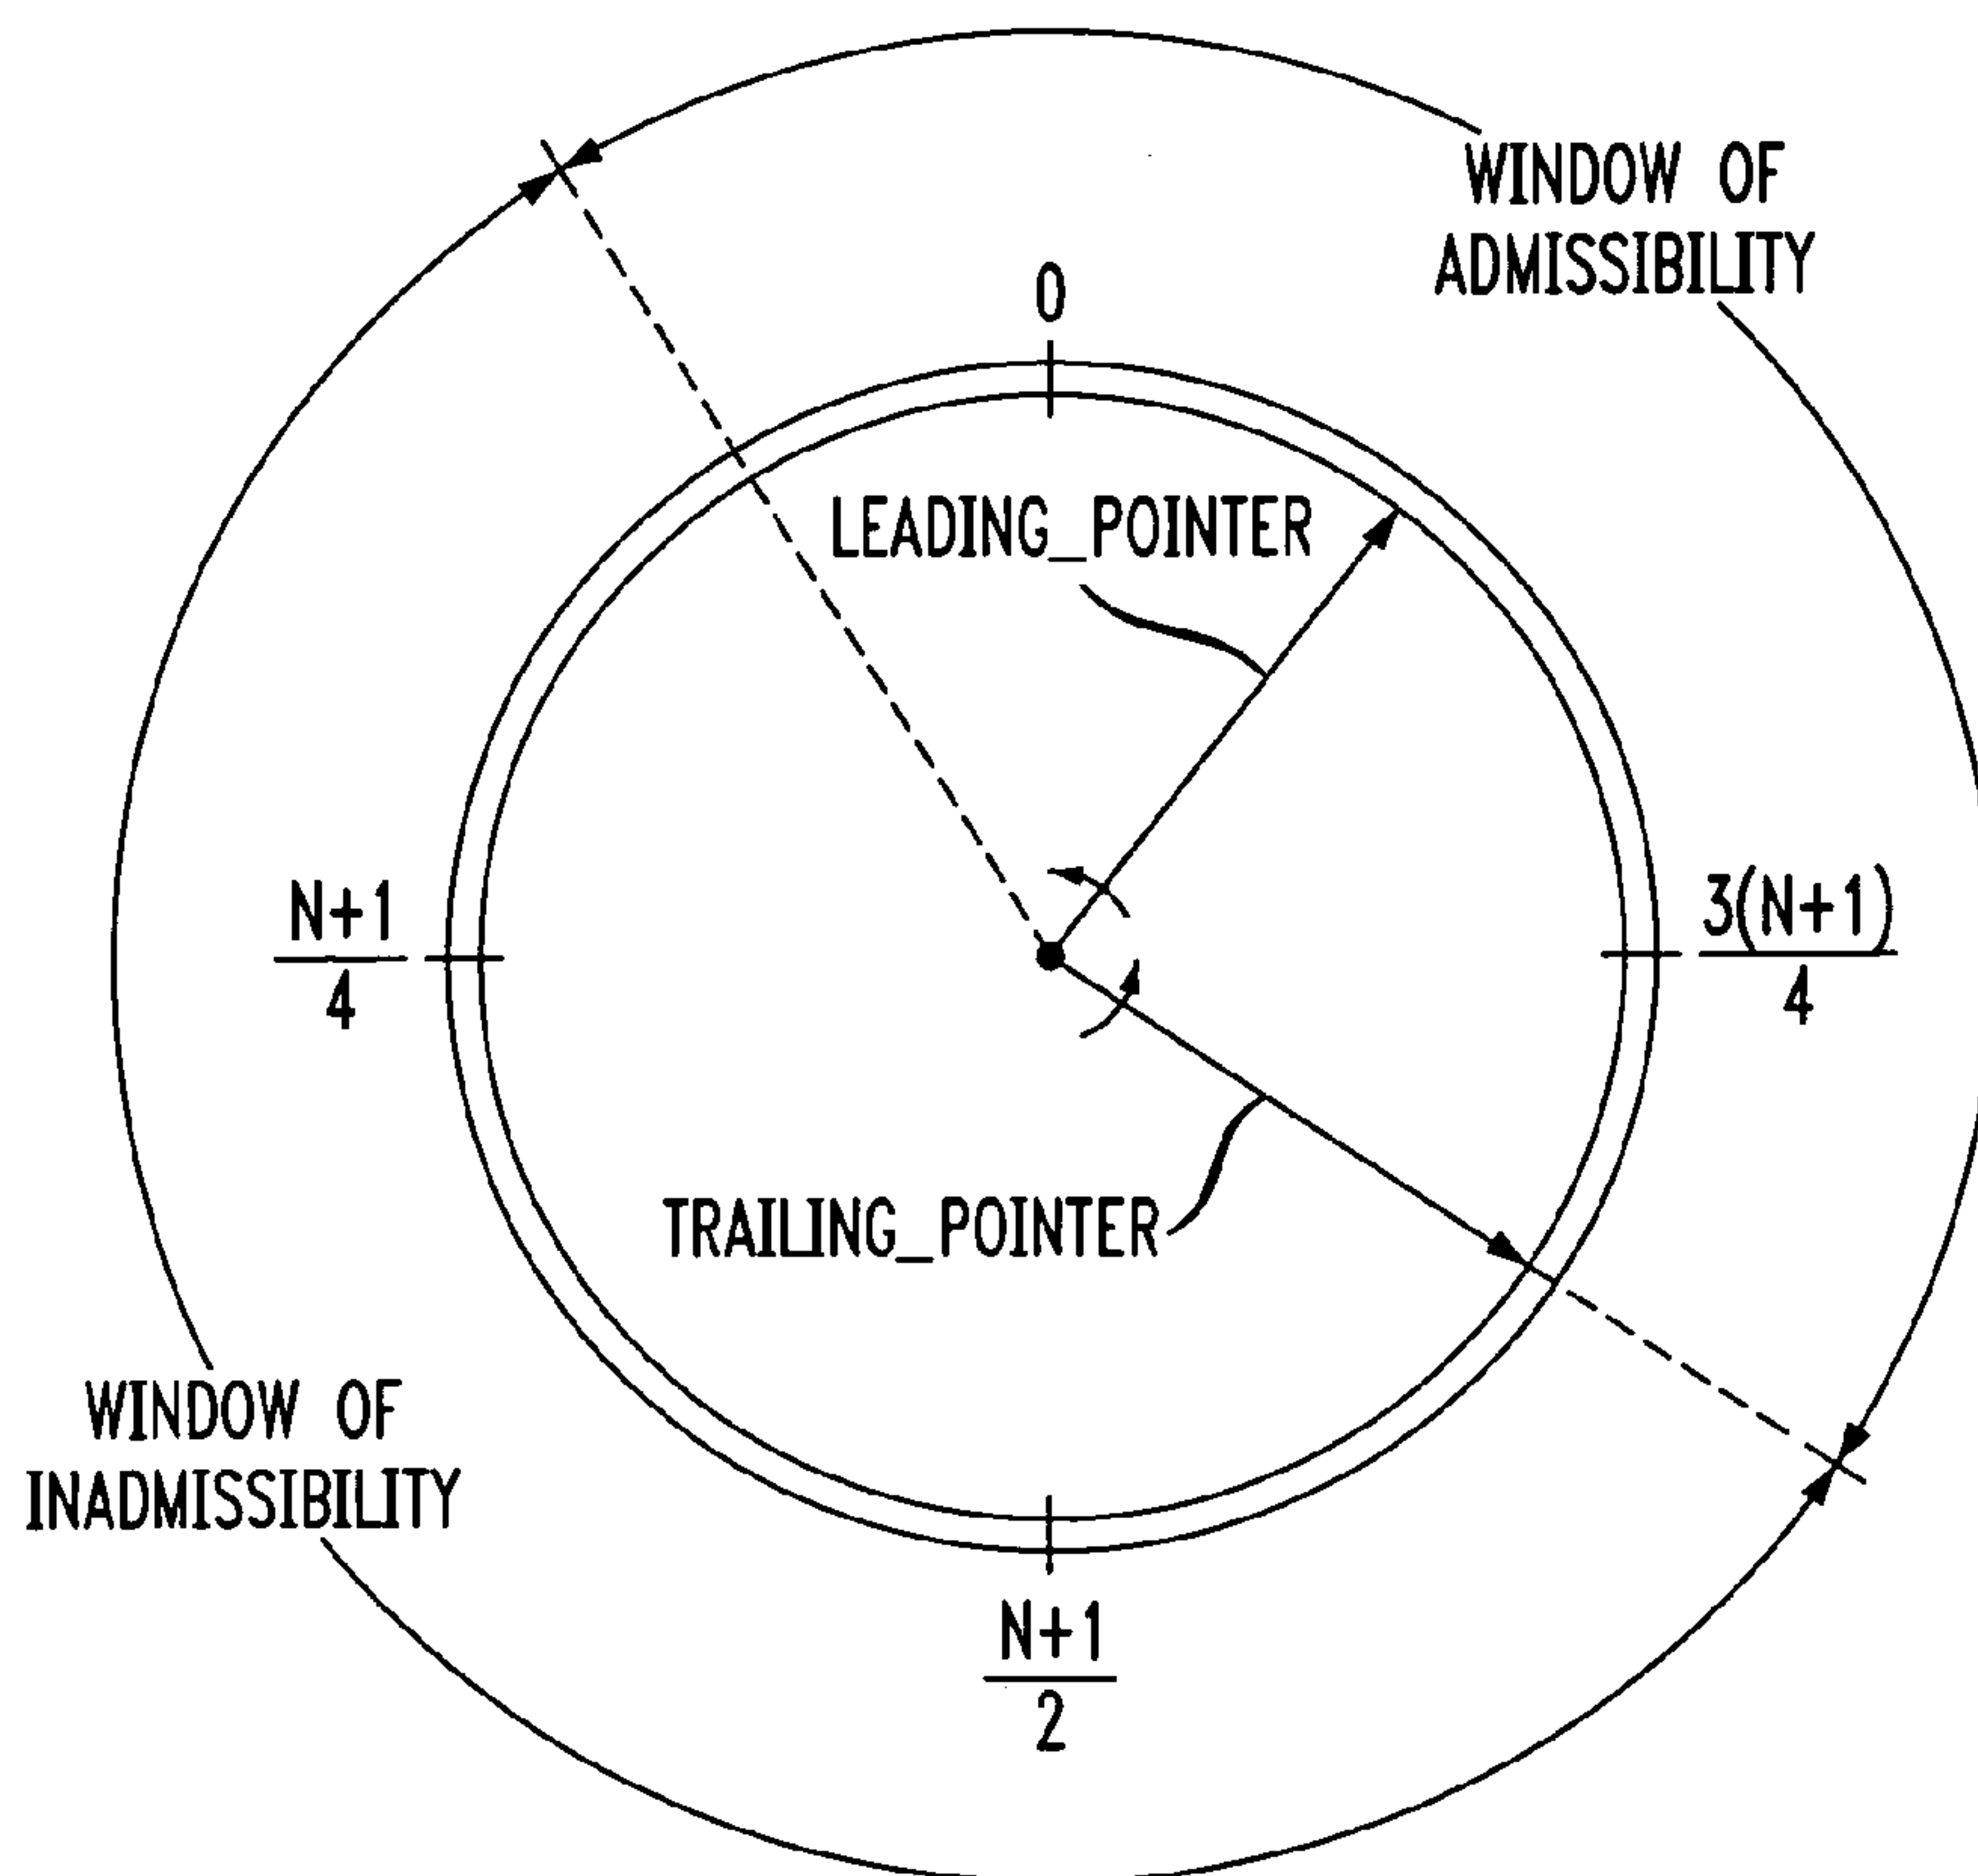 WINDOW OF
ADMISSIBILITY
0
LEADING_POINTER
N+1
4
3(N+1)
4
TRAILING_POINTER
WINDOW OF
INADMISSIBILITY
N+1
2